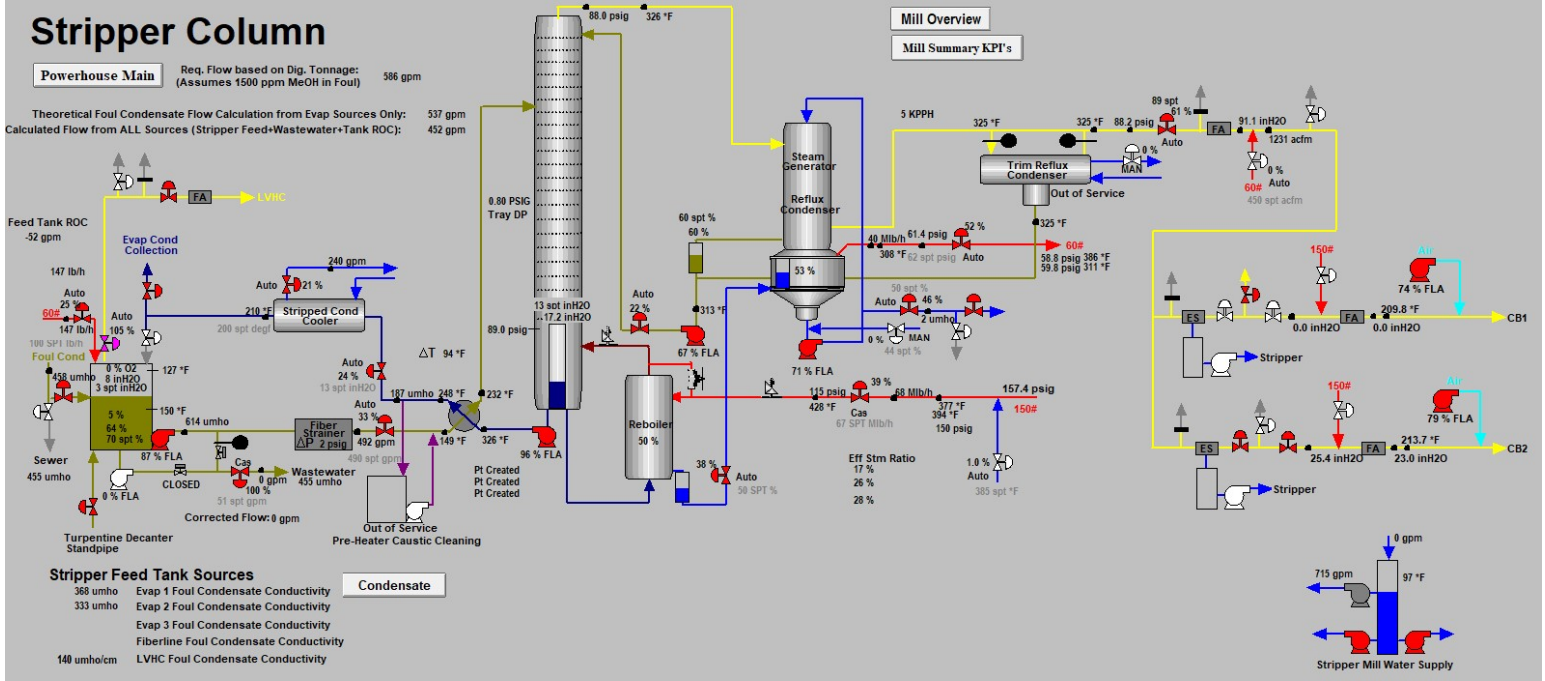 Stripper Column
Powerhouse Main
Req. Flow based on Dig. Tonnage:
(Assumes 1500 ppm MeOH in Foul)
586 gpm
Theoretical Foul Condensate Flow Calculation from Evap Sources Only:
537 gpm
Calculated Flow from ALL Sources (Stripper Feed+Wastewater+Tank ROC):
452 gpm
Mill Overview
Mill Summary KPI's
88.0 psig
326 °F
FA
LVHC
Feed Tank ROC
-52 gpm
Evap Cond
Collection
240 gpm
147 lb/h
Auto
25 %
60#
147 lb/h
100 SPT lb/h
Auto
105 %
Auto
21 %
210 °F
200 spt degf
Stripped Cond
Cooler
Foul Cond
458 umho
0 % O2
8 inH2O
3 spt inH2O
127 °F
150 °F
5 %
64 %
70 spt %
614 umho
87 % FLA
0 % FLA
Sewer
455 umho
CLOSED
Cas
100 %
0 gpm
51 spt gpm
Wastewater
455 umho
Corrected Flow:
0 gpm
Turpentine Decanter
Standpipe
Fiber
Strainer
ΔP
2 psig
Auto
33 %
492 gpm
490 spt gpm
ΔT
94 °F
Auto
24 %
13 spt inH2O
187 umho
248 °F
232 °F
149 °F
326 °F
Out of Service
Pre-Heater Caustic Cleaning
0.80 PSIG
Tray DP
13 spt inH2O
..17.2 inH2O
89.0 psig
96 % FLA
Pt Created
Pt Created
Pt Created
60 spt %
60 %
Auto
22 %
313 °F
67 % FLA
Reboiler
50 %
38 %
Auto
50 SPT %
Steam
Generator
Reflux
Condenser
53 %
71 % FLA
5 KPPH
325 °F
325 °F
Trim Reflux
Condenser
Out of Service
325 °F
0 %
MAN
88.2 psig
89 spt
61 %
Auto
FA
91.1 inH2O
1231 acfm
0 %
Auto
60#
450 spt acfm
40 Mlb/h
308 °F
61.4 psig
62 spt psig
52 %
Auto
60#
58.8 psig
386 °F
59.8 psig
311 °F
50 spt %
Auto
46 %
2 umho
0 %
MAN
44 spt %
115 psig
428 °F
39 %
Cas
67 SPT Mlb/h
68 Mlb/h
377 °F
394 °F
150 psig
157.4 psig
150#
Eff Stm Ratio
17 %
26 %
28 %
1.0 %
Auto
385 spt °F
150#
Air
74 % FLA
ES
0.0 inH2O
FA
209.8 °F
0.0 inH2O
CB1
Stripper
150#
Air
79 % FLA
ES
25.4 inH2O
FA
213.7 °F
23.0 inH2O
CB2
Stripper
0 gpm
715 gpm
97 °F
Stripper Mill Water Supply
Stripper Feed Tank Sources
Condensate
368 umho
Evap 1 Foul Condensate Conductivity
333 umho
Evap 2 Foul Condensate Conductivity
Evap 3 Foul Condensate Conductivity
Fiberline Foul Condensate Conductivity
140 umho/cm
LVHC Foul Condensate Conductivity